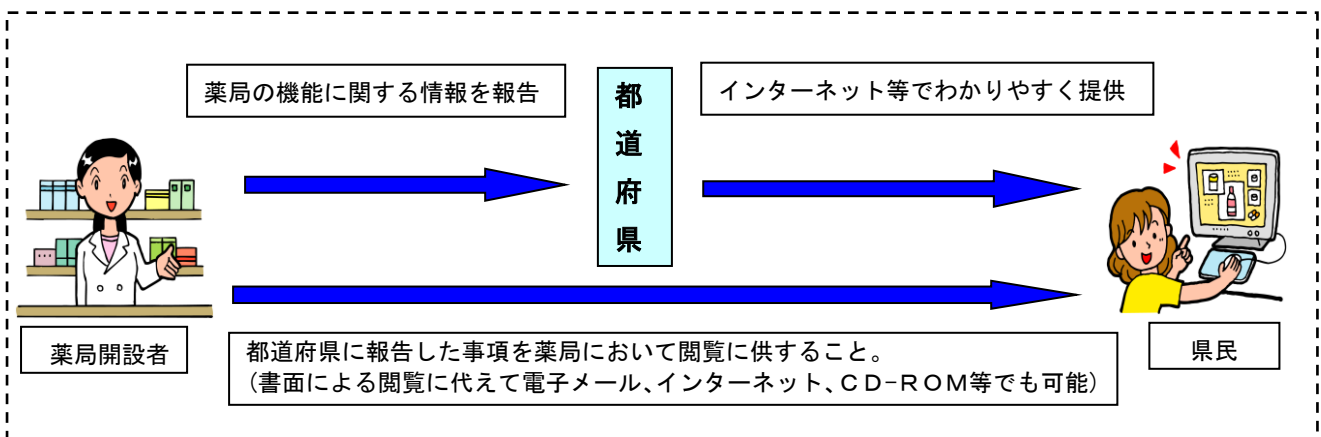 薬局の機能に関する情報を報告
都道府県
インターネット等でわかりやすく提供
薬局開設者
都道府県に報告した事項を薬局において閲覧に供すること。
（書面による閲覧に代えて電子メール、インターネット、ＣＤ−ＲＯＭ等でも可能）
県民